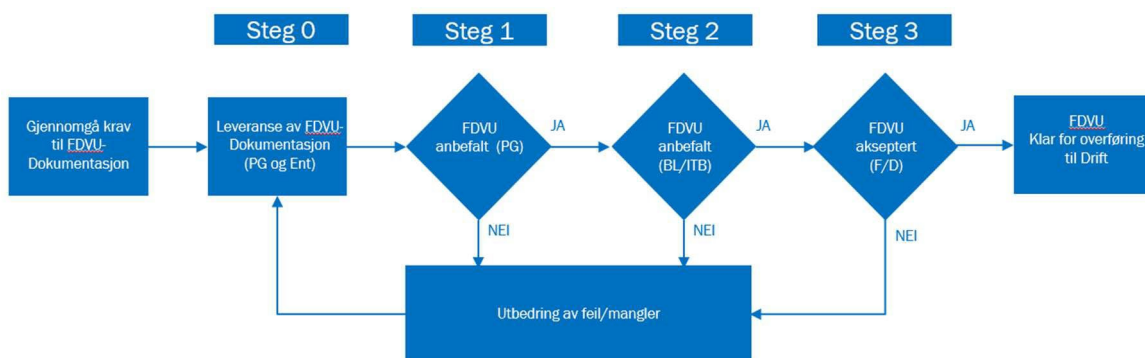 Steg 0
Steg 1
Steg 2
Steg 3
Gjennomgå krav
til FDVU-
Dokumentasjon
Leveranse av FDVU-
Dokumentasjon
(PG og Ent)
FDVU
anbefalt (PG)
JA
FDVU
anbefalt
(BL/ITB)
JA
FDVU
akseptert
(F/D)
JA
FDVU
Klar for overføring
til Drift
NEI
NEI
NEI
Utbedring av feil/mangler